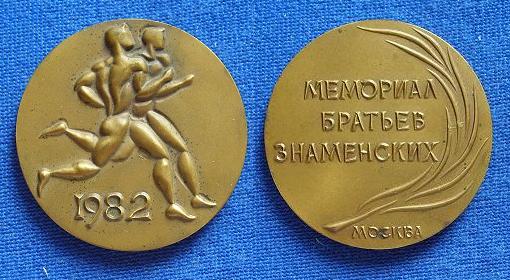 1982
МЕМОРИАЛ
БРАТЬЕВ
ЗНАМЕНСКИХ
МОСКВА